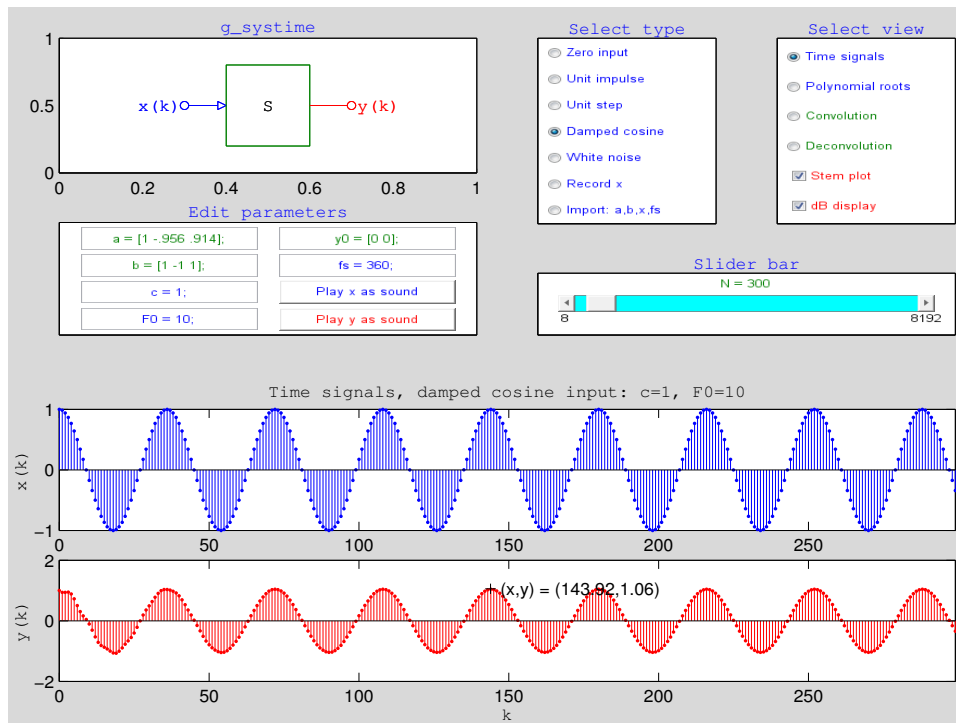 g_systime
1
0.5
0
x(k)
S
y(k)
0
0.2
0.4
0.6
0.8
1
Select type
Zero input
Unit impulse
Unit step
Damped cosine
White noise
Record x
Import: a,b,x,fs
Select view
Time signals
Polynomial roots
Convolution
Deconvolution
Stem plot
dB display
Edit parameters
a = [1 -.956 .914];
y0 = [0 0];
b = [1 -1 1];
fs = 360;
c = 1;
Play x as sound
F0 = 10;
Play y as sound
Slider bar
N = 300
8
8192
Time signals, damped cosine input: c=1, F0=10
1
0
−1
x(k)
0
50
100
150
200
250
2
0
−2
y(k)
(x,y) = (143.92,1.06)
0
50
100
150
200
250
k